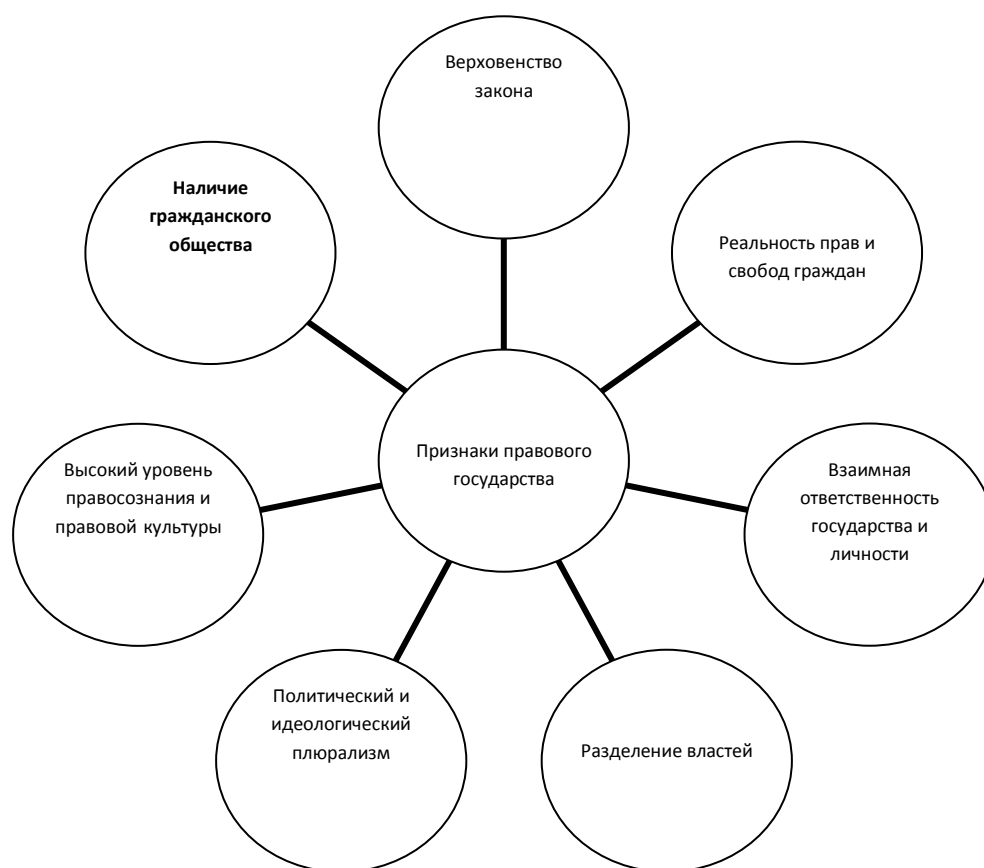 Верховенство
закона
Наличие
гражданского
общества
Реальность прав и
свобод граждан
Признаки правового
государства
Высокий уровень
правосознания и
правовой культуры
Взаимная
ответственность
государства и
личности
Политический и
идеологический
плюрализм
Разделение властей